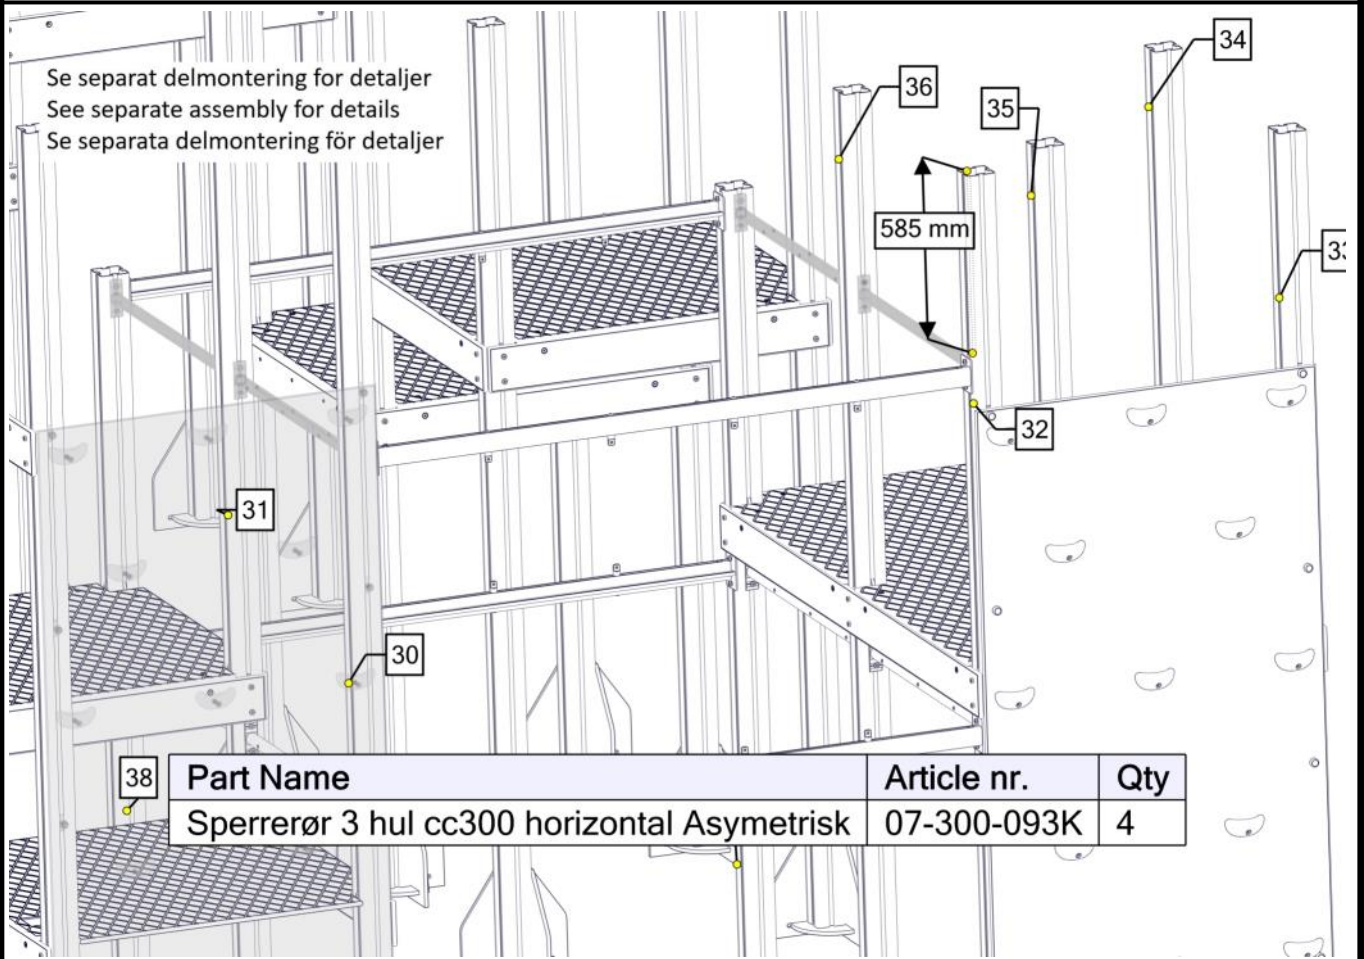 Se separat delmontering for detaljer
See separate assembly for details
Se separata delmontering för detaljer
34
36
35
585 mm
32
31
30
38
Part Name Article nr. Qty
Sperrerør 3 hul cc300 horizontal Asymetrisk 07-300-093K 4